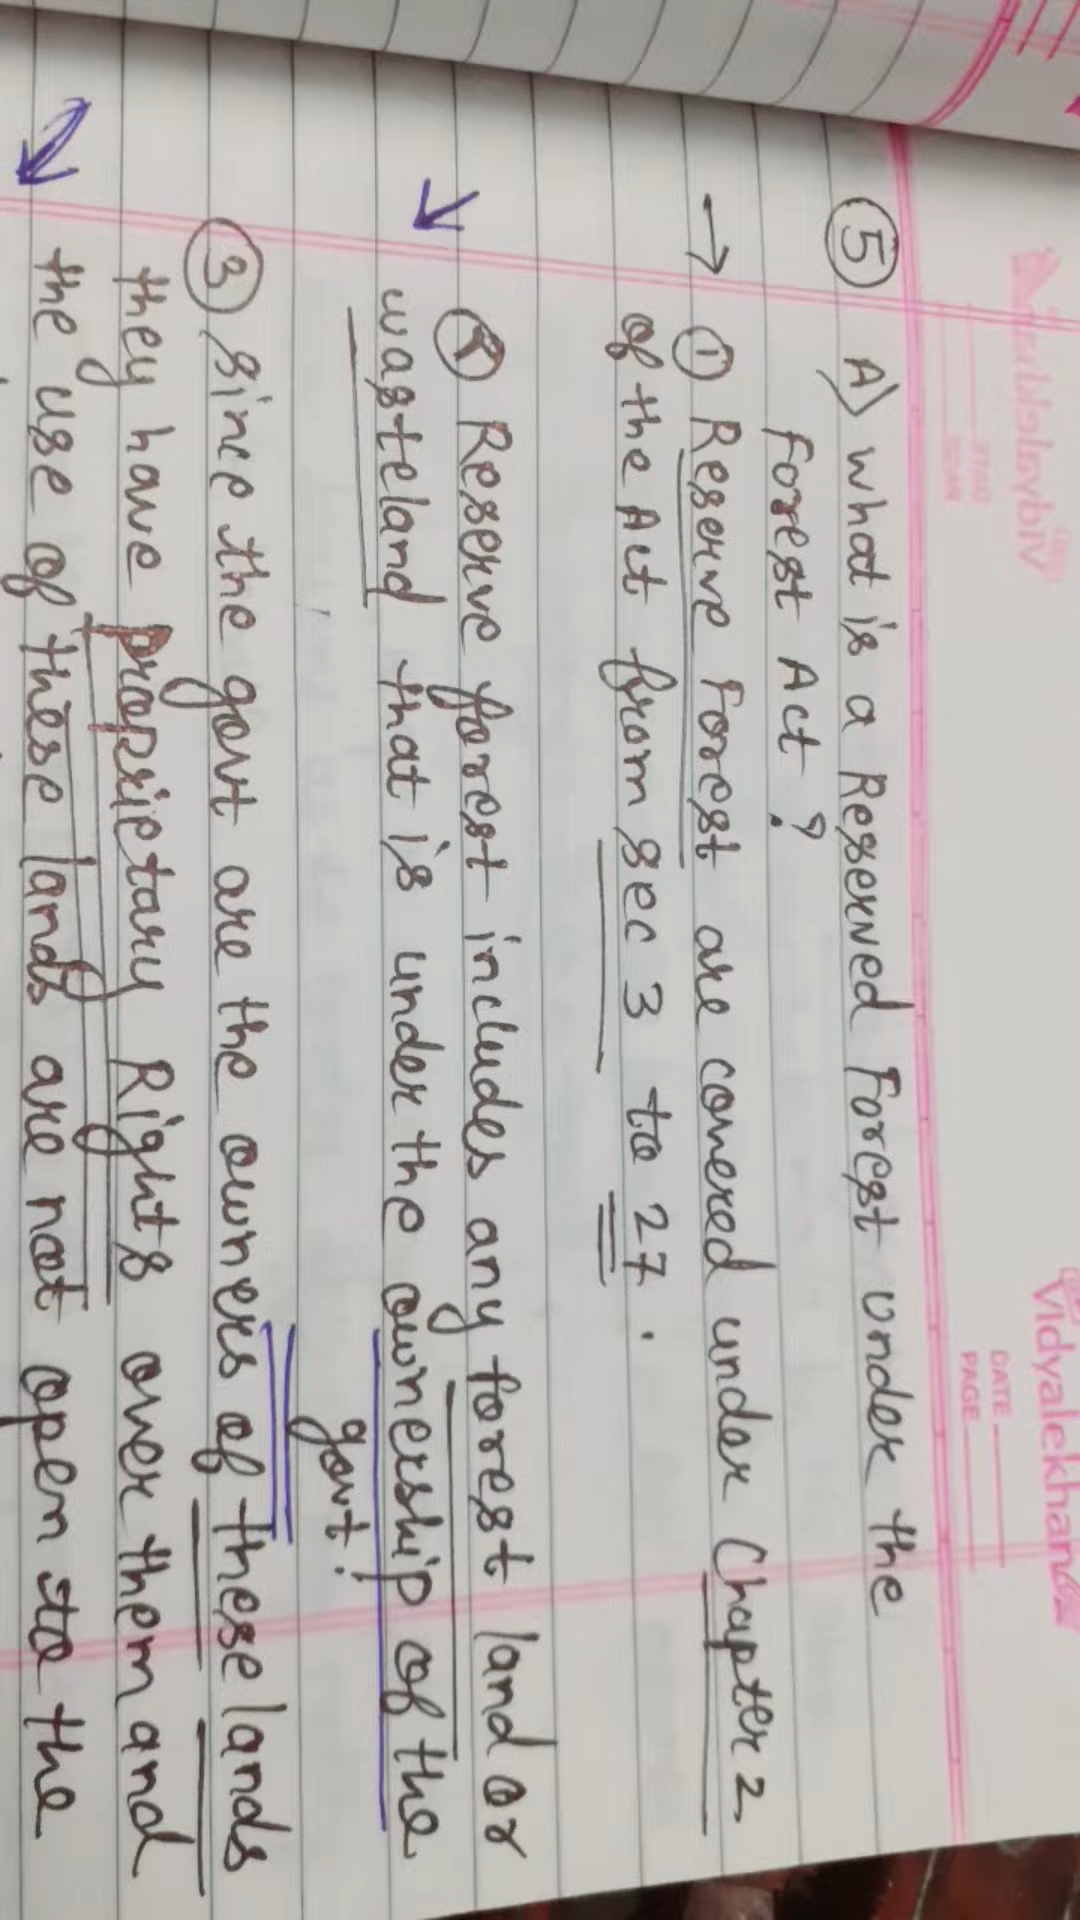 Vidyalekhan
DATE
PAGE
5 A) What is a Reserved Forest under the
Forest Act ?
→ 1 Reserve Forest are covered under Chapter 2
of the Act from sec 3 to 27 .
2 Reserve forest includes any forest land or
wasteland that is under the ownership of the
govt !
3 Since the govt are the owners of these lands
they have proprietary Rights over them and
the use of these lands are not open to the